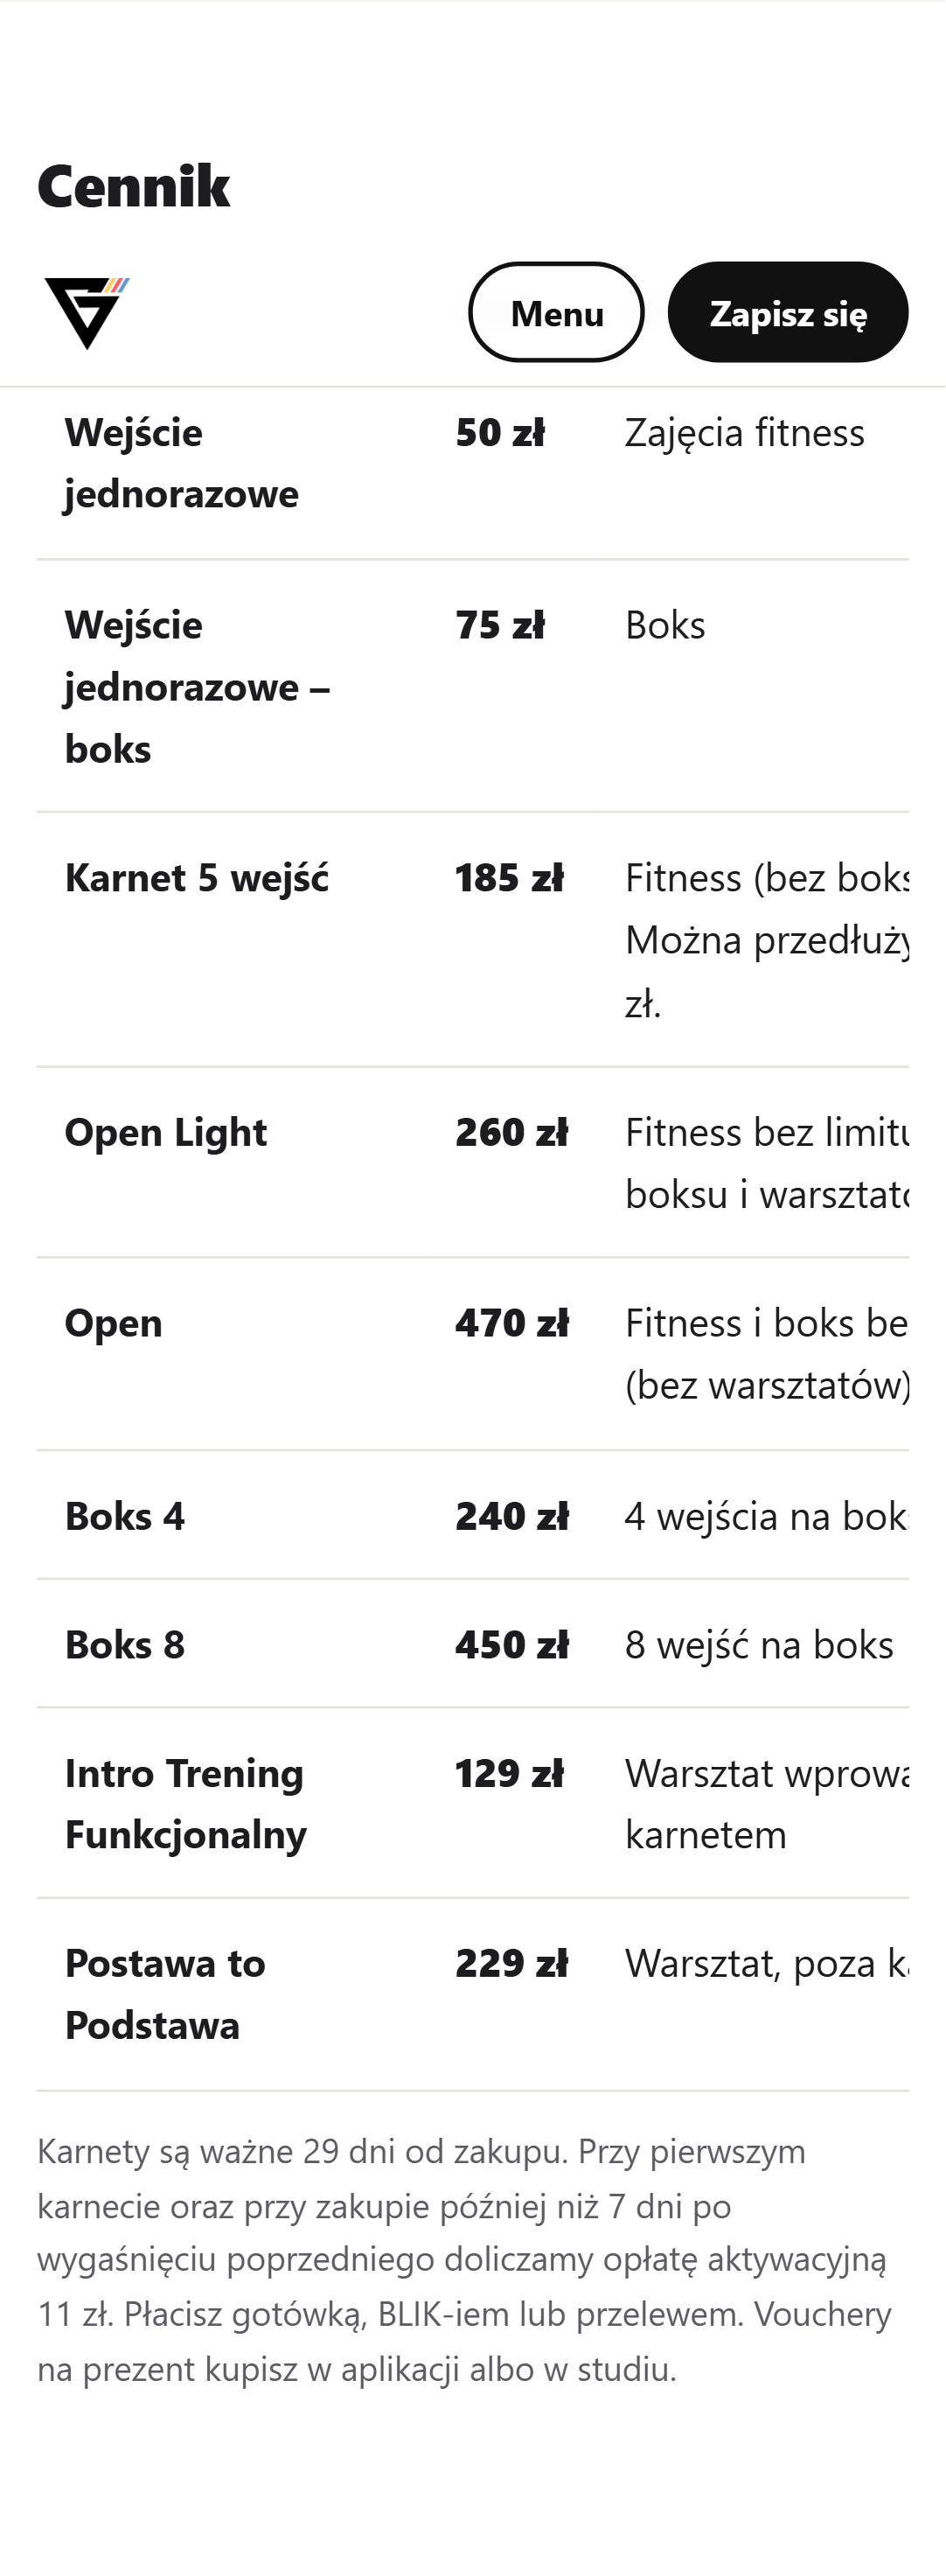 Cennik
Menu
Zapisz się
Wejście 50 zł Zajęcia fitness
jednorazowe
Wejście 75 zł Boks
jednorazowe –
boks
Karnet 5 wejść 185 zł Fitness (bez
Można
zł.
Open Light 260 zł Fitness bez
boksu i
Open 470 zł Fitness i boks
(bez warsztatów)
Boks 4 240 zł 4 wejścia na
Boks 8 450 zł 8 wejść na boks
Intro Trening 129 zł Warsztat
Funkcjonalny karnetem
Postawa to 229 zł Warsztat, poza
Podstawa
Karnety są ważne 29 dni od zakupu. Przy pierwszym
karnecie oraz przy zakupie później niż 7 dni po
wygaśnięciu poprzedniego doliczamy opłatę aktywacyjną
11 zł. Płacisz gotówką, BLIK-iem lub przelewem. Vouchery
na prezent kupisz w aplikacji albo w studiu.